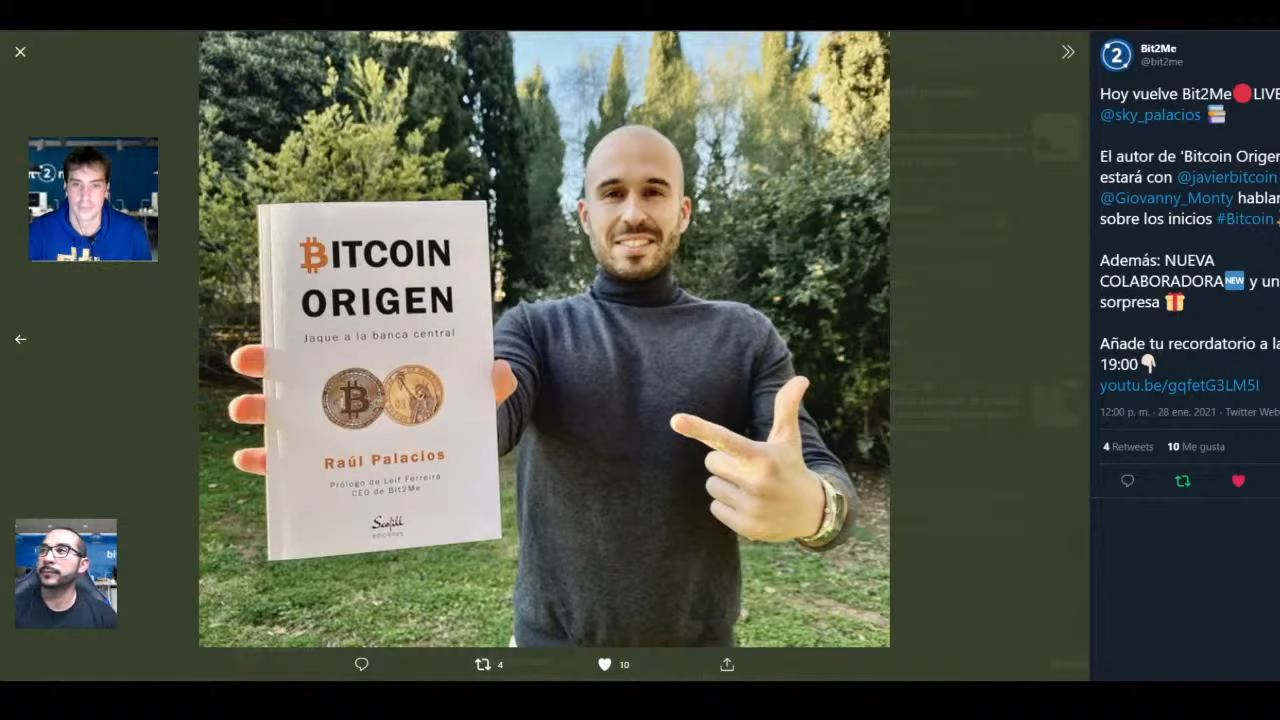 BITCOIN
ORIGEN
Jaque a la banca central
Raúl Palacios
Prólogo de Leif Ferreira
CEO de Bit2Me
Scofill
ediciones
4
10
2
Bit2Me
@bit2me
Hoy vuelve Bit2Me🔴LIVE
@sky_palacios
El autor de 'Bitcoin Origen
estará con @javierbitcoin
@Giovanny_Monty hablar
sobre los inicios #Bitcoin
Además: NUEVA
COLABORADORA🆕 y un
sorpresa 🎁
Añade tu recordatorio a la
19:00👇🏻
youtu.be/gqfetG3LM5I
12:00 p. m. · 28 ene. 2021 · Twitter Web
4 Retweets 10 Me gusta